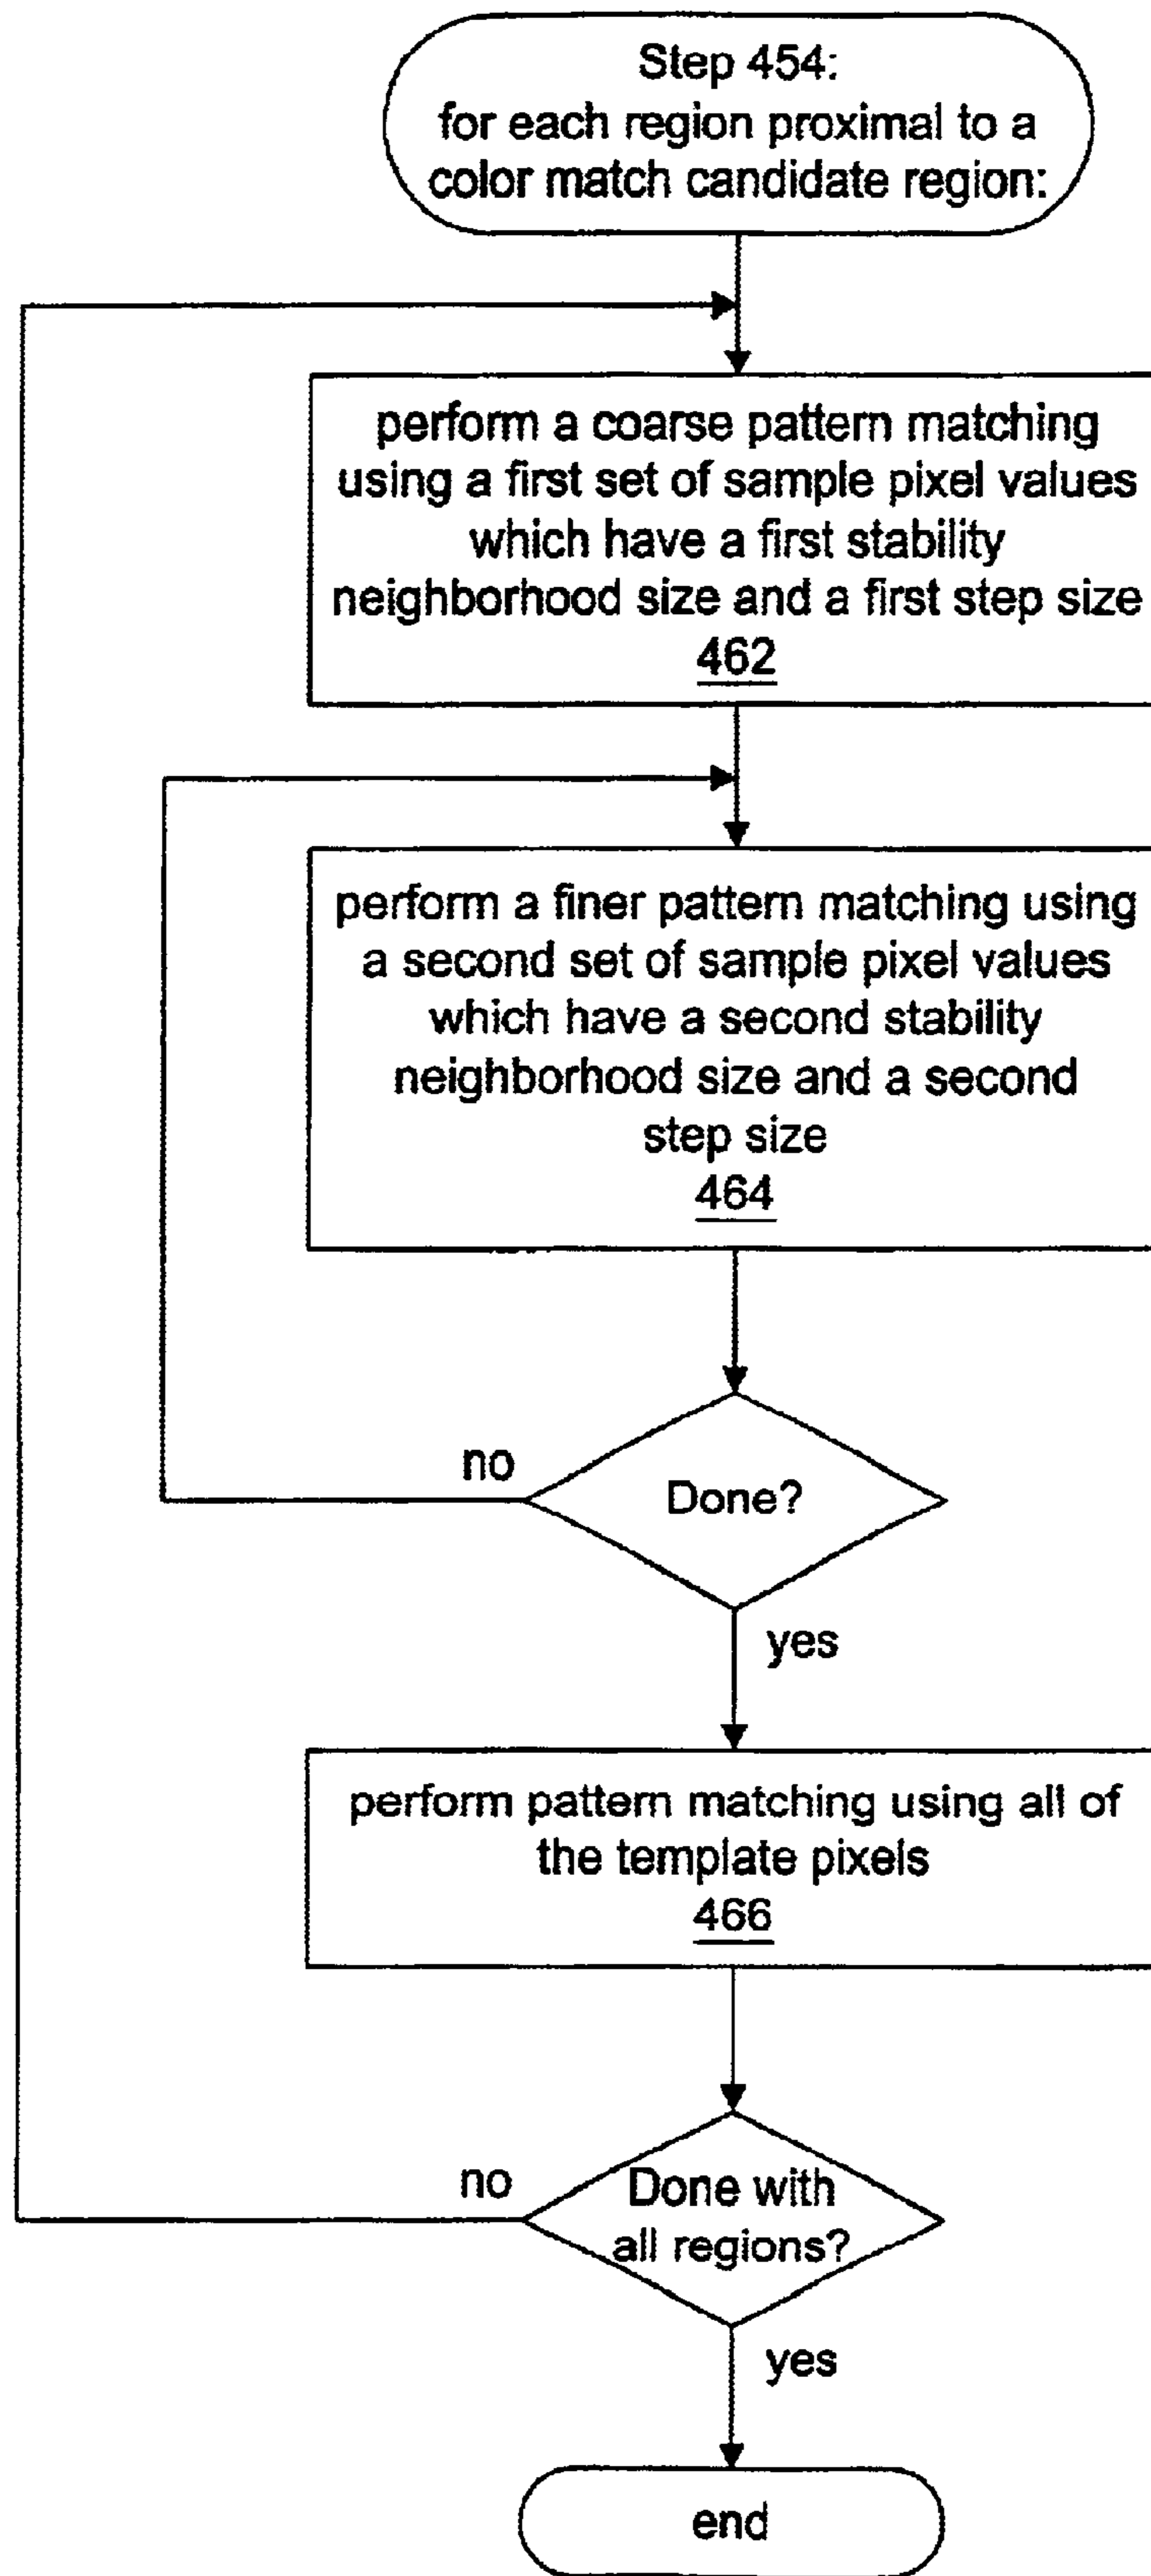 Step 454:
for each region proximal to a
color match candidate region:
perform a coarse pattern matching
using a first set of sample pixel values
which have a first stability
neighborhood size and a first step size
462
perform a finer pattern matching using
a second set of sample pixel values
which have a second stability
neighborhood size and a second
step size
464
no
Done?
yes
perform pattern matching using all of
the template pixels
466
no
Done with
all regions?
yes
end